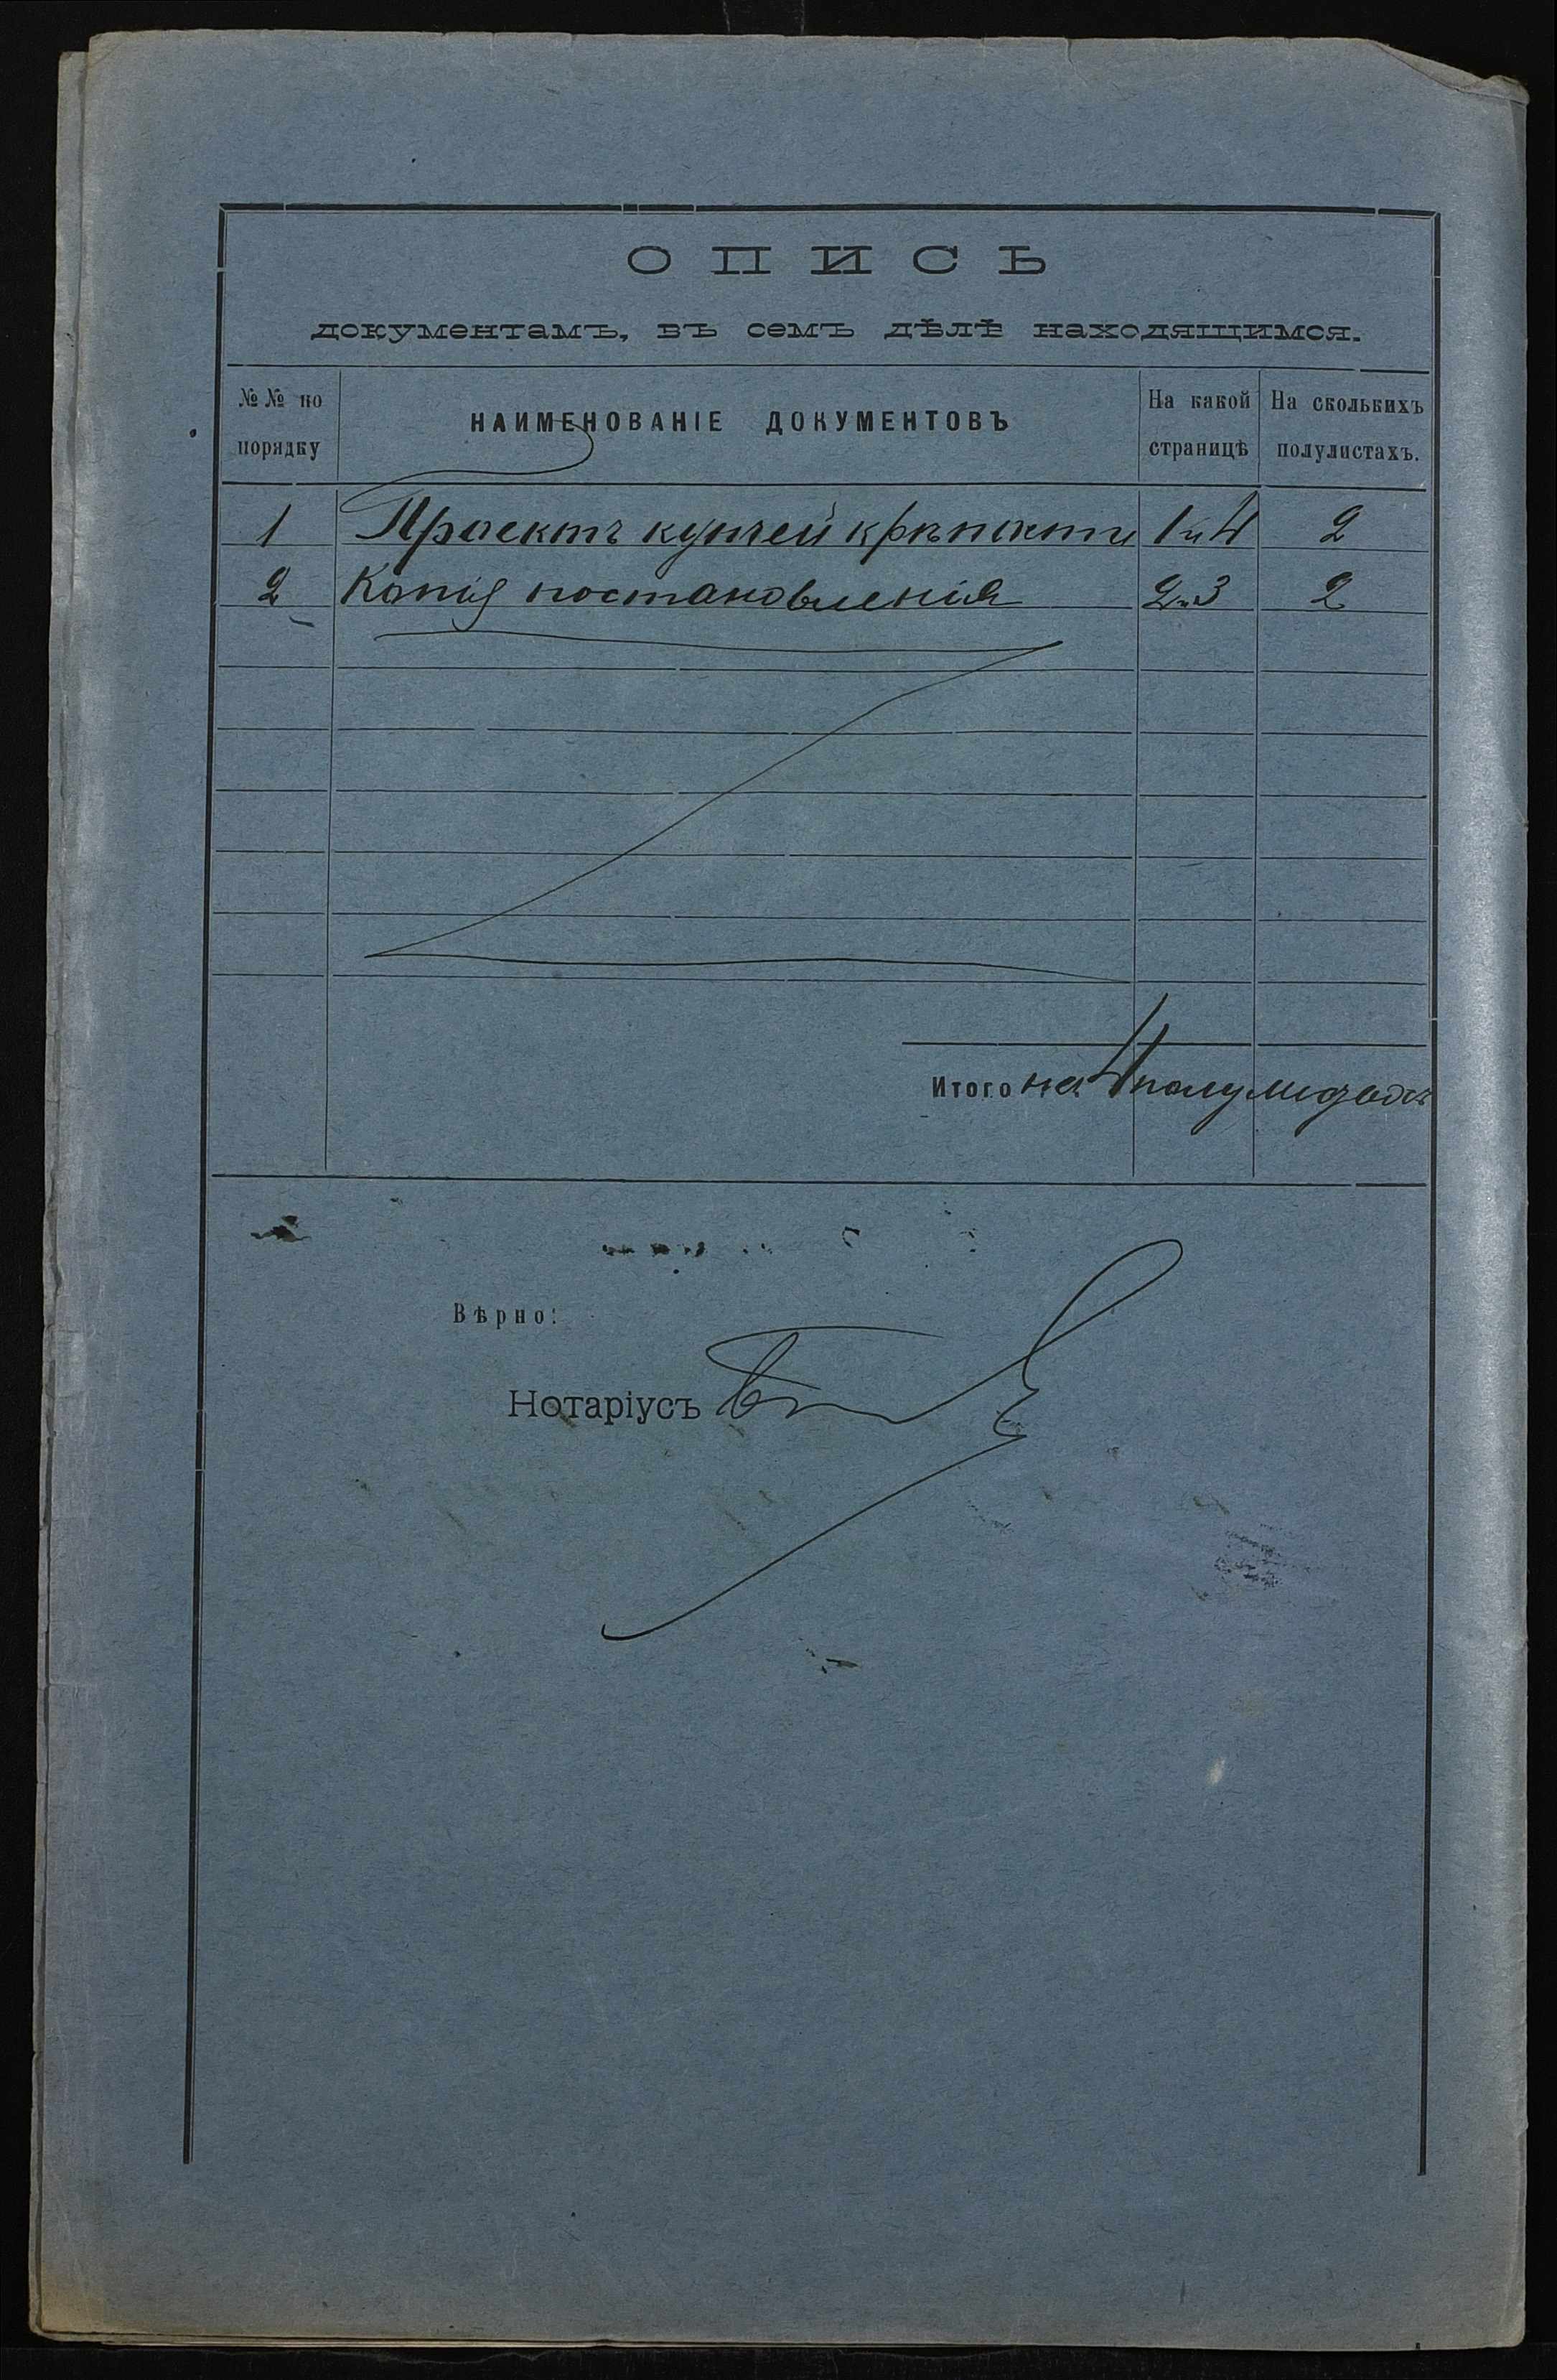 ОПИСЬ
документамъ, въ семъ дѣлѣ находящимся.
№№ по порядку НАИМЕНОВАНІЕ ДОКУМЕНТОВЪ На какой страницѣ На сколькихъ полулистахъ.
1 Проектъ купчей крѣпости 1 и 4 2
2 Копія постановленія 2 и 3 2
Итого на 4 полулистахъ
Вѣрно:
Нотаріусъ